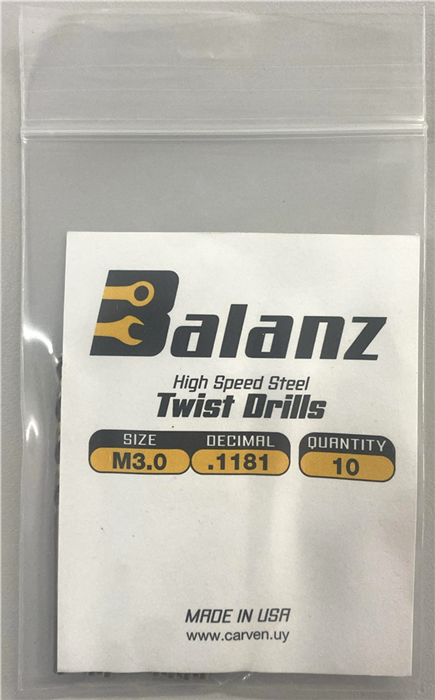 Balanz
High Speed Steel
Twist Drills
SIZE DECIMAL QUANTITY
M3.0 .1181 10
MADE IN USA
www.carven.uy